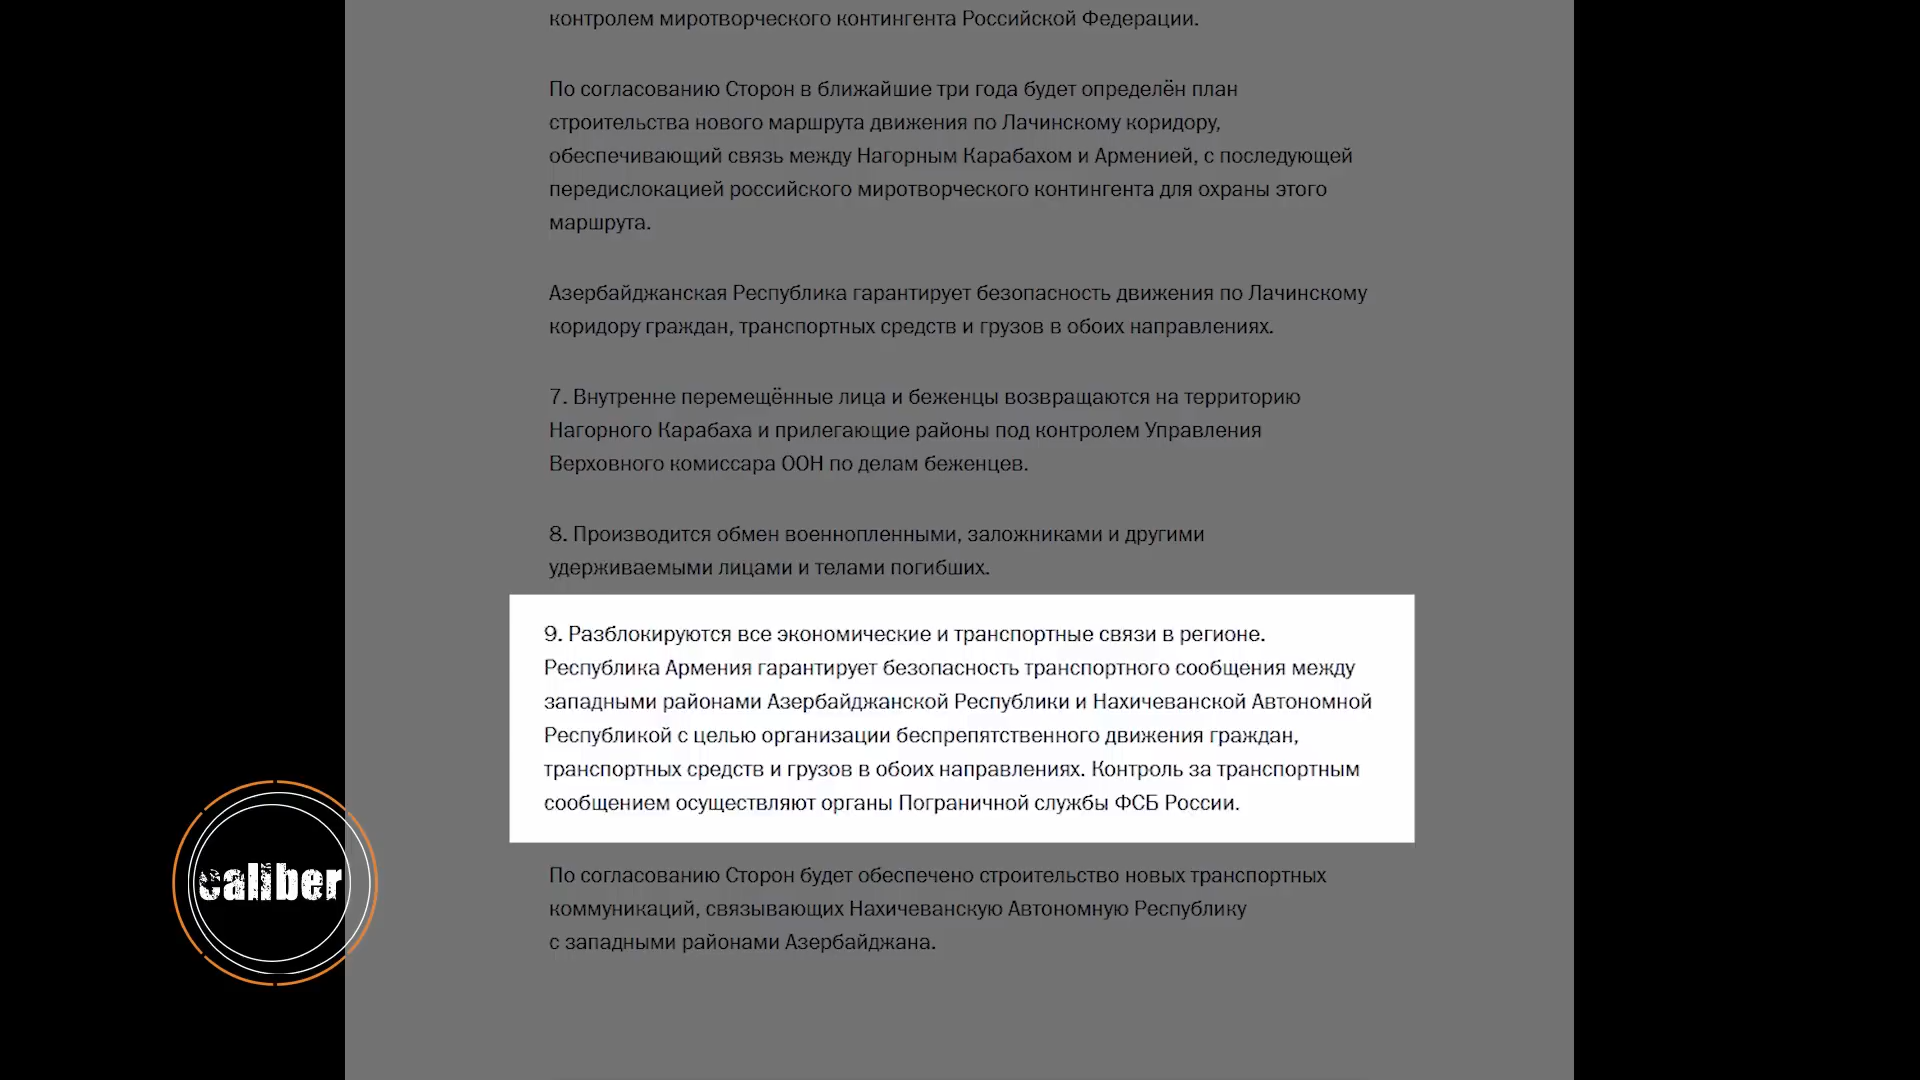 контролем миротворческого контингента Российской Федерации.
По согласованию Сторон в ближайшие три года будет определён план
строительства нового маршрута движения по Лачинскому коридору,
обеспечивающий связь между Нагорным Карабахом и Арменией, с последующей
передислокацией российского миротворческого контингента для охраны этого
маршрута.
Азербайджанская Республика гарантирует безопасность движения по Лачинскому
коридору граждан, транспортных средств и грузов в обоих направлениях.
7. Внутренне перемещённые лица и беженцы возвращаются на территорию
Нагорного Карабаха и прилегающие районы под контролем Управления
Верховного комиссара ООН по делам беженцев.
8. Производится обмен военнопленными, заложниками и другими
удерживаемыми лицами и телами погибших.
9. Разблокируются все экономические и транспортные связи в регионе.
Республика Армения гарантирует безопасность транспортного сообщения между
западными районами Азербайджанской Республики и Нахичеванской Автономной
Республикой с целью организации беспрепятственного движения граждан,
транспортных средств и грузов в обоих направлениях. Контроль за транспортным
сообщением осуществляют органы Пограничной службы ФСБ России.
По согласованию Сторон будет обеспечено строительство новых транспортных
коммуникаций, связывающих Нахичеванскую Автономную Республику
с западными районами Азербайджана.
caliber